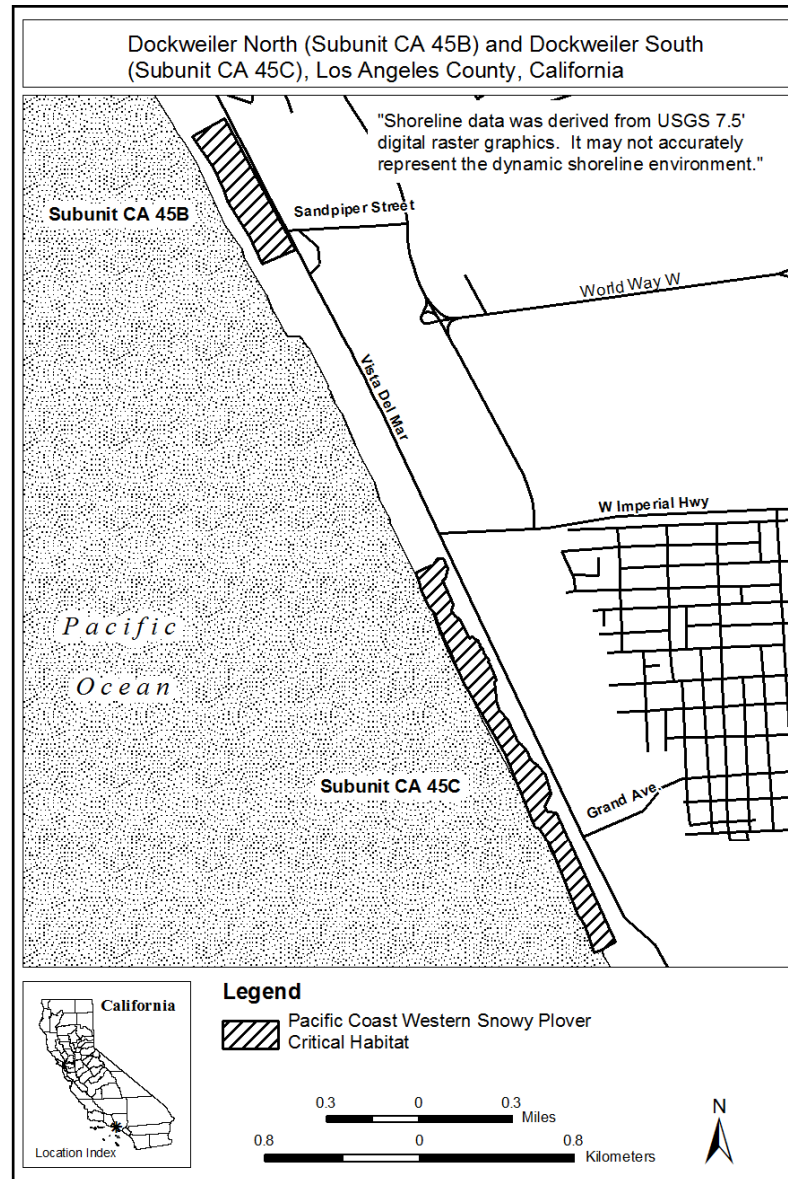 Dockweiler North (Subunit CA 45B) and Dockweiler South
(Subunit CA 45C), Los Angeles County, California
"Shoreline data was derived from USGS 7.5'
digital raster graphics.  It may not accurately
represent the dynamic shoreline environment."
Subunit CA 45B
Sandpiper Street
World Way W
Vista Del Mar
W Imperial Hwy
Pacific
Ocean
Subunit CA 45C
Grand Ave.
California
Location Index
Legend
Pacific Coast Western Snowy Plover
Critical Habitat
0.3 0 0.3
Miles
0.8 0 0.8
Kilometers
N